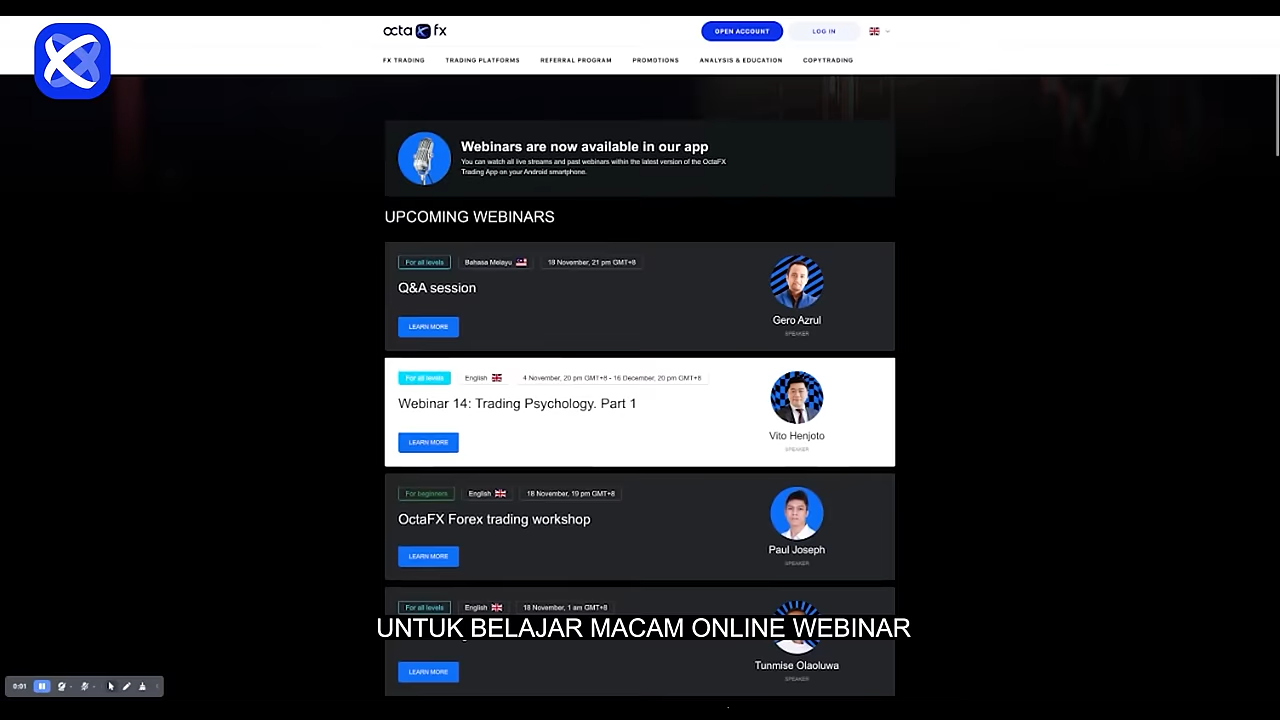 octa fx
OPEN ACCOUNT
LOG IN
FX TRADING
TRADING PLATFORMS
REFERRAL PROGRAM
PROMOTIONS
ANALYSIS & EDUCATION
COPYTRADING
Webinars are now available in our app
You can watch all live streams and past webinars within the latest version of the OctaFX
Trading App on your Android smartphone.
UPCOMING WEBINARS
For all levels
Bahasa Melayu
18 November, 21 pm GMT+8
Q&A session
LEARN MORE
Gero Azrul
SPEAKER
For all levels
English
4 November, 20 pm GMT+8 - 16 December, 20 pm GMT+8
Webinar 14: Trading Psychology. Part 1
LEARN MORE
Vito Henjoto
SPEAKER
For beginners
English
18 November, 19 pm GMT+8
OctaFX Forex trading workshop
LEARN MORE
Paul Joseph
SPEAKER
For all levels
English
18 November, 1 am GMT+8
UNTUK BELAJAR MACAM ONLINE WEBINAR
LEARN MORE
Tunmise Olaoluwa
SPEAKER
0:01